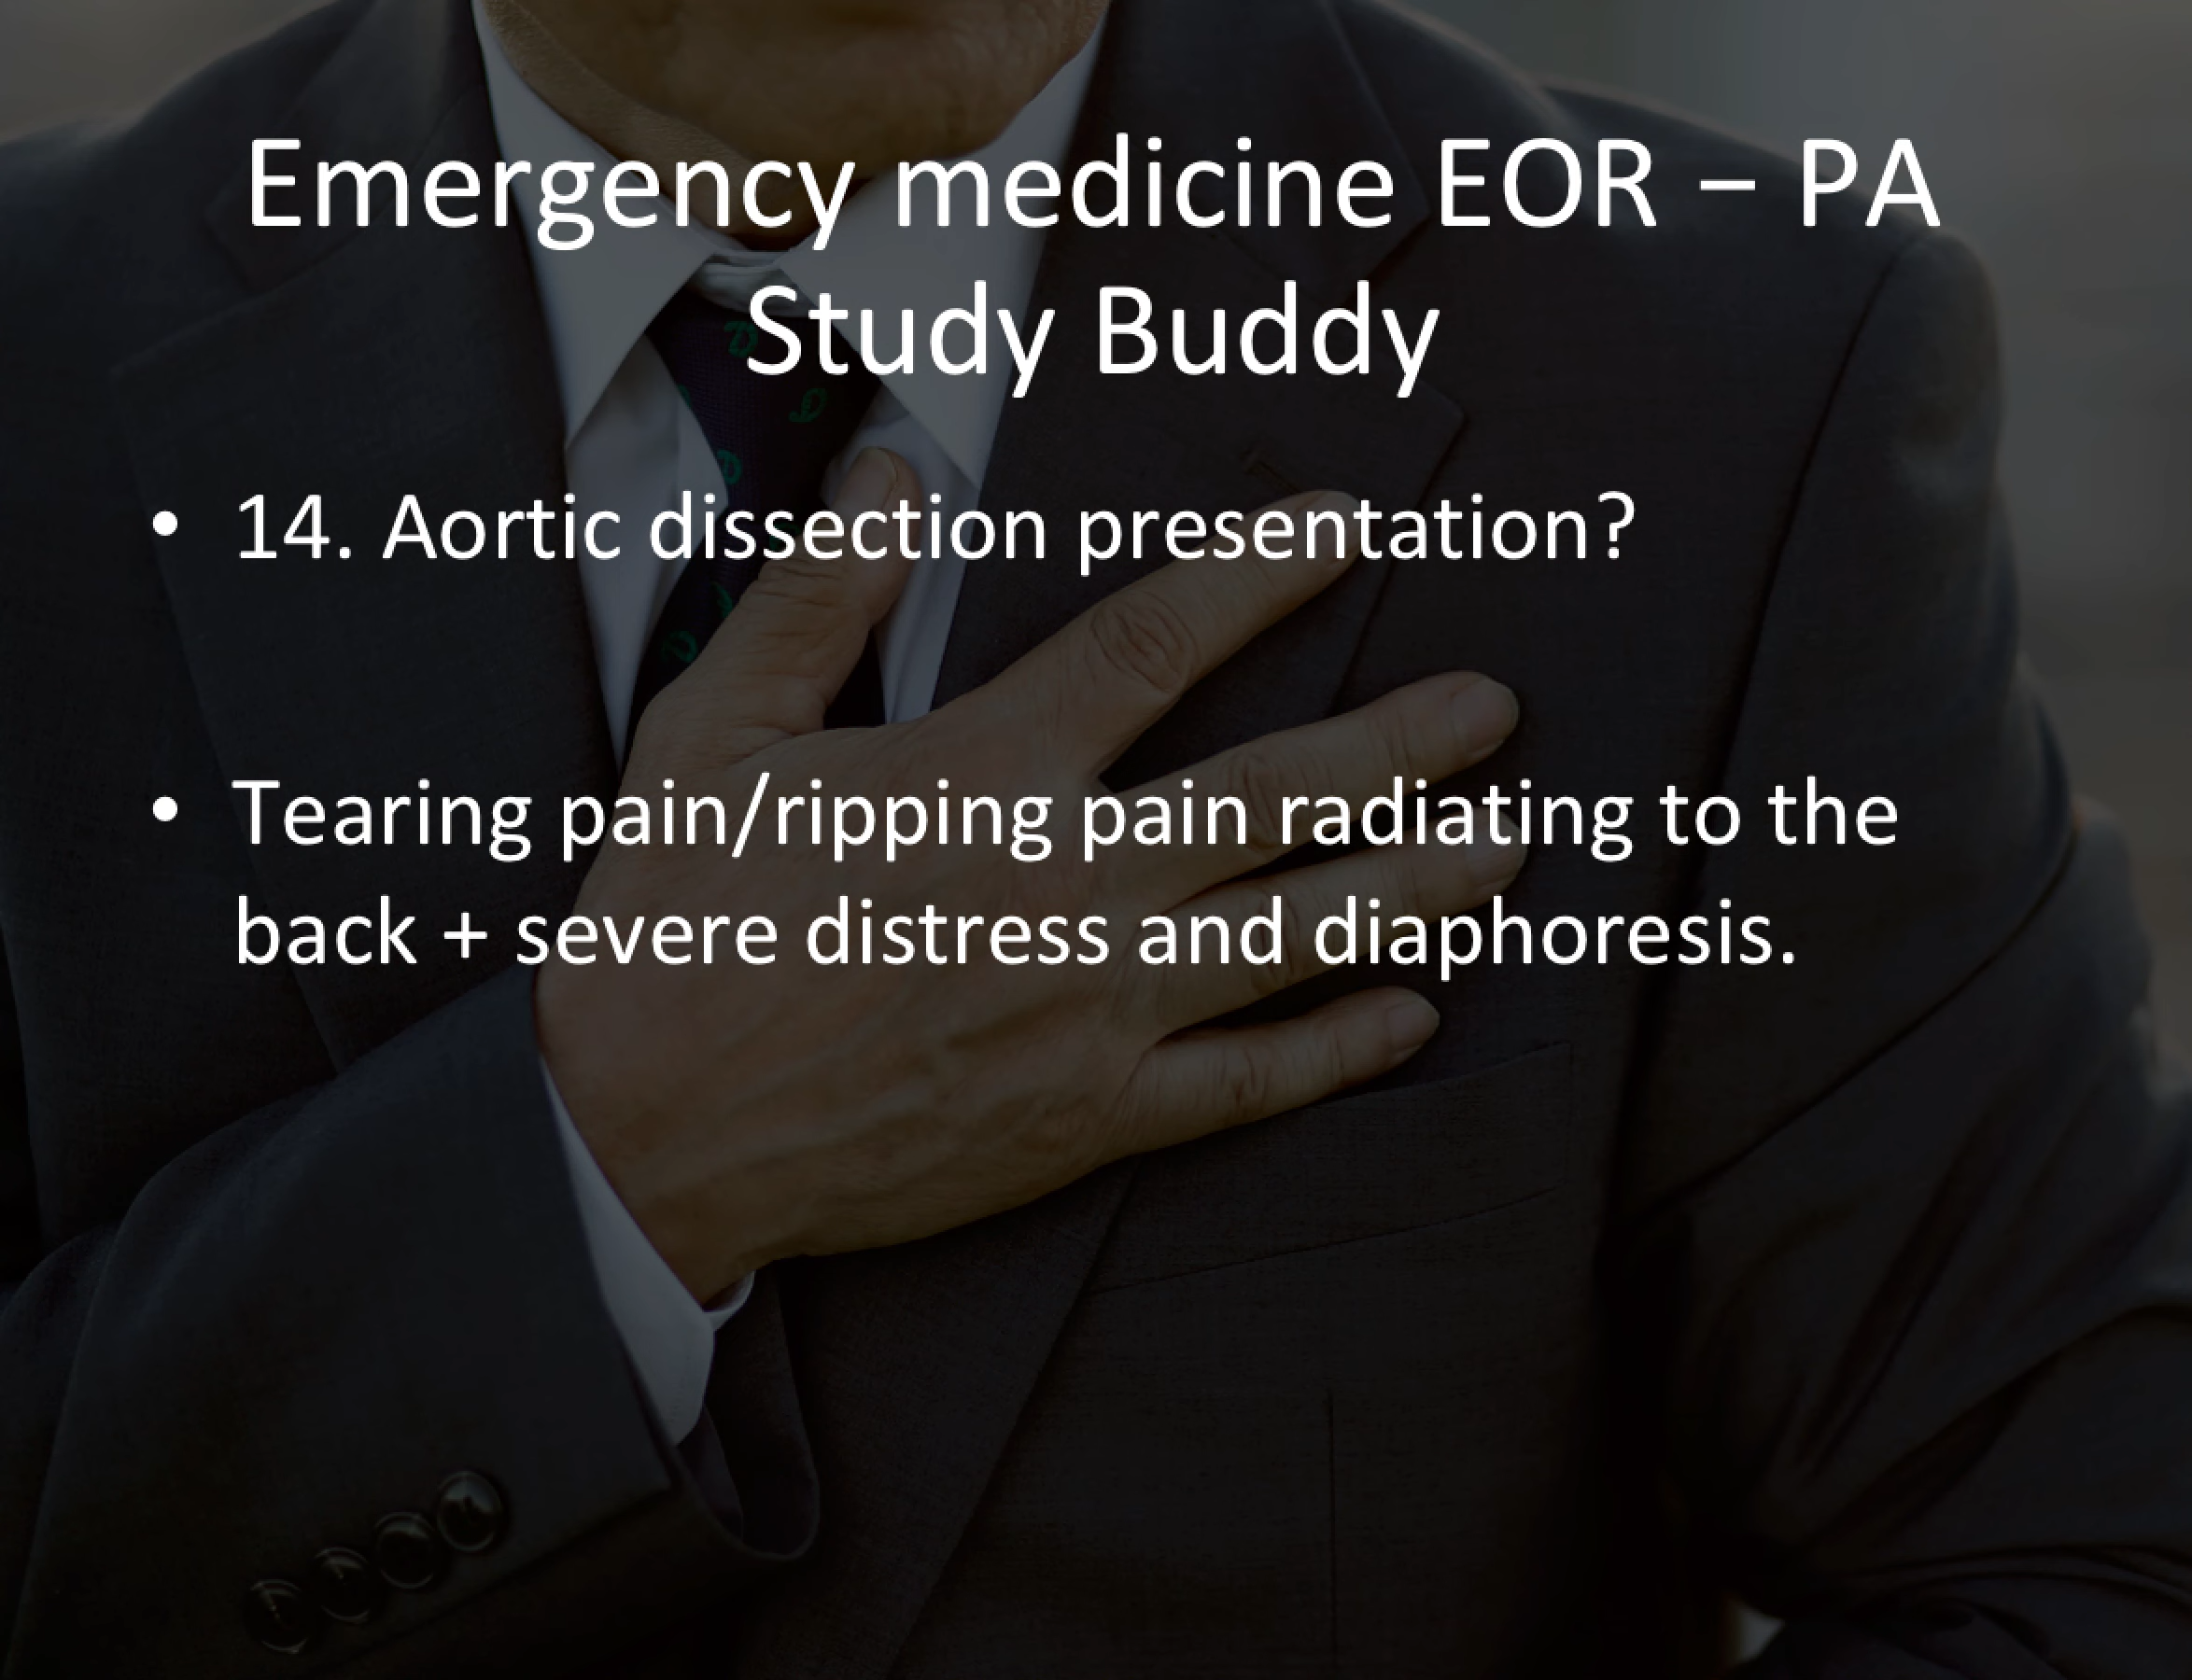 Emergency medicine EOR – PA
Study Buddy
• 14. Aortic dissection presentation?
• Tearing pain/ripping pain radiating to the
back + severe distress and diaphoresis.